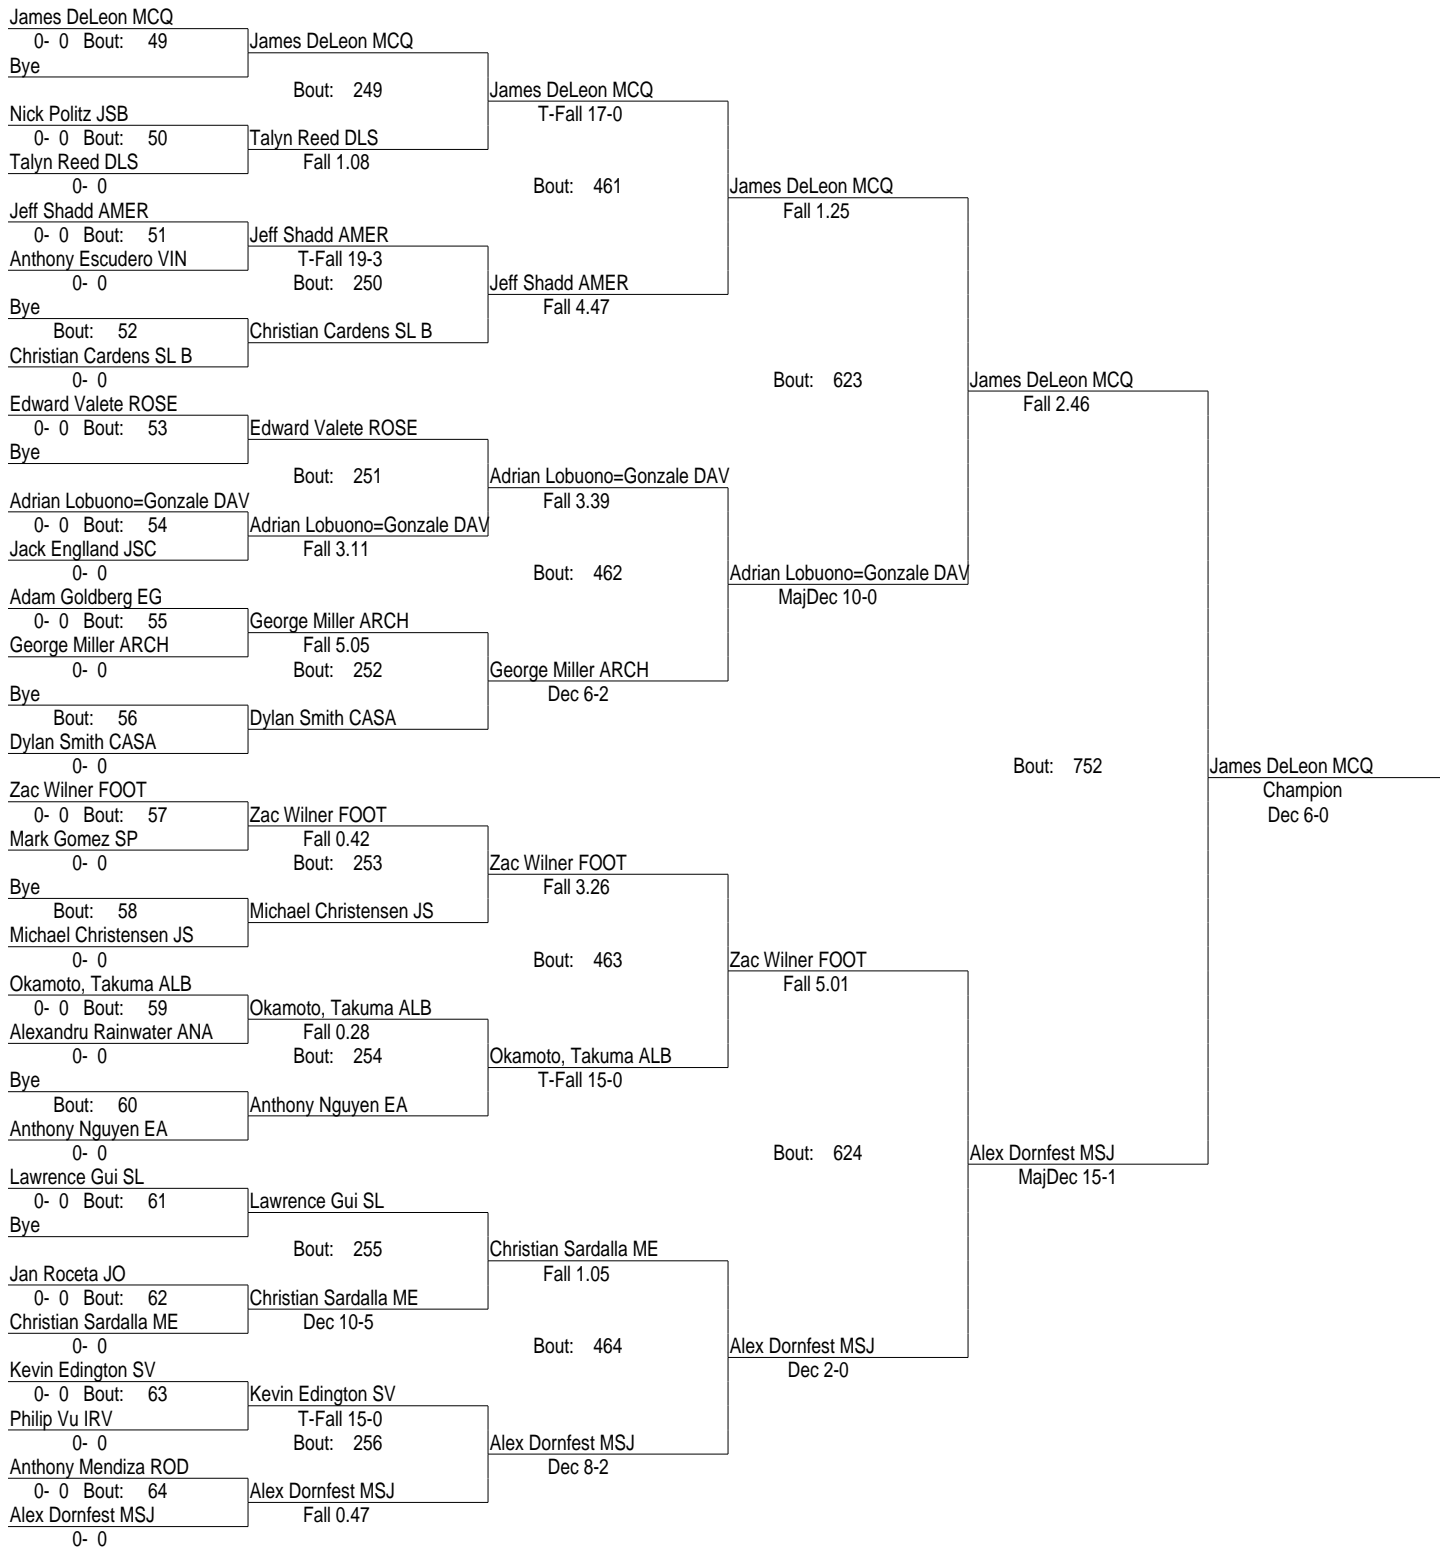 James DeLeon MCQ
0- 0 Bout: 49 James DeLeon MCQ
Bye
Bout: 249 James DeLeon MCQ
Nick Politz JSB T-Fall 17-0
0- 0 Bout: 50 Talyn Reed DLS
Talyn Reed DLS Fall 1.08
0- 0 Bout: 461 James DeLeon MCQ
Jeff Shadd AMER Fall 1.25
0- 0 Bout: 51 Jeff Shadd AMER
Anthony Escudero VIN T-Fall 19-3
0- 0 Bout: 250 Jeff Shadd AMER
Bye Fall 4.47
Bout: 52 Christian Cardens SL B
Christian Cardens SL B
0- 0 Bout: 623 James DeLeon MCQ
Edward Valete ROSE Fall 2.46
0- 0 Bout: 53 Edward Valete ROSE
Bye
Bout: 251 Adrian Lobuono=Gonzale DAV
Adrian Lobuono=Gonzale DAV Fall 3.39
0- 0 Bout: 54 Adrian Lobuono=Gonzale DAV
Jack Englland JSC Fall 3.11
0- 0 Bout: 462 Adrian Lobuono=Gonzale DAV
Adam Goldberg EG MajDec 10-0
0- 0 Bout: 55 George Miller ARCH
George Miller ARCH Fall 5.05
0- 0 Bout: 252 George Miller ARCH
Bye Dec 6-2
Bout: 56 Dylan Smith CASA
Dylan Smith CASA
0- 0 Bout: 752 James DeLeon MCQ
Zac Wilner FOOT Champion
0- 0 Bout: 57 Zac Wilner FOOT Dec 6-0
Mark Gomez SP Fall 0.42
0- 0 Bout: 253 Zac Wilner FOOT
Bye Fall 3.26
Bout: 58 Michael Christensen JS
Michael Christensen JS
0- 0 Bout: 463 Zac Wilner FOOT
Okamoto, Takuma ALB Fall 5.01
0- 0 Bout: 59 Okamoto, Takuma ALB
Alexandru Rainwater ANA Fall 0.28
0- 0 Bout: 254 Okamoto, Takuma ALB
Bye T-Fall 15-0
Bout: 60 Anthony Nguyen EA
Anthony Nguyen EA
0- 0 Bout: 624 Alex Dornfest MSJ
Lawrence Gui SL MajDec 15-1
0- 0 Bout: 61 Lawrence Gui SL
Bye
Bout: 255 Christian Sardalla ME
Jan Roceta JO Fall 1.05
0- 0 Bout: 62 Christian Sardalla ME
Christian Sardalla ME Dec 10-5
0- 0 Bout: 464 Alex Dornfest MSJ
Kevin Edington SV Dec 2-0
0- 0 Bout: 63 Kevin Edington SV
Philip Vu IRV T-Fall 15-0
0- 0 Bout: 256 Alex Dornfest MSJ
Anthony Mendiza ROD Dec 8-2
0- 0 Bout: 64 Alex Dornfest MSJ
Alex Dornfest MSJ Fall 0.47
0- 0